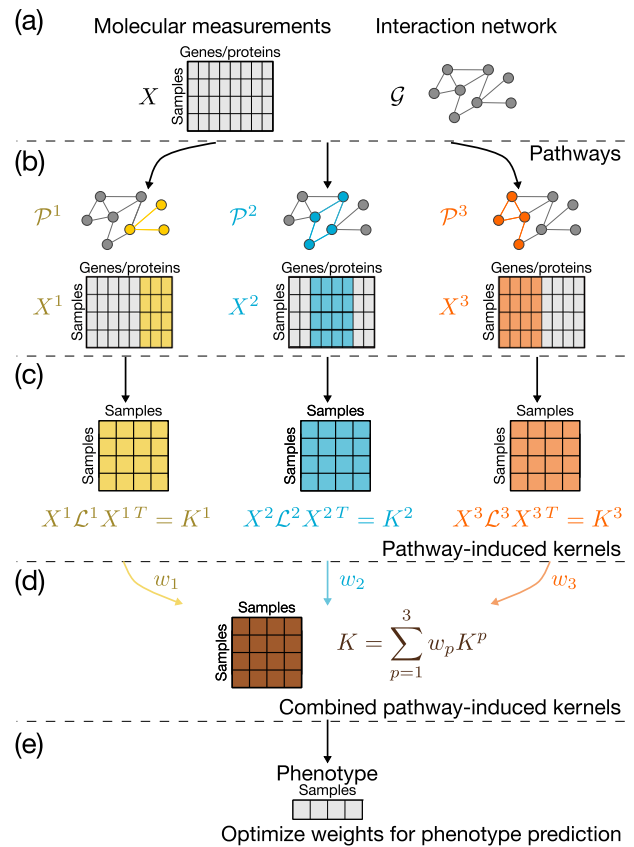 (a)
Molecular measurements
Interaction network
Genes/proteins
Samples
X
𝒢
(b)
Pathways
𝒫¹
𝒫²
𝒫³
Genes/proteins
Genes/proteins
Genes/proteins
X¹
Samples
X²
Samples
X³
Samples
(c)
Samples
Samples
Samples
Samples
Samples
Samples
X¹ℒ¹X¹ᵀ = K¹
X²ℒ²X²ᵀ = K²
X³ℒ³X³ᵀ = K³
Pathway-induced kernels
(d)
w₁
w₂
w₃
Samples
Samples
K = ∑_{p=1}^{3} w_p K^p
Combined pathway-induced kernels
(e)
Phenotype
Samples
Optimize weights for phenotype prediction